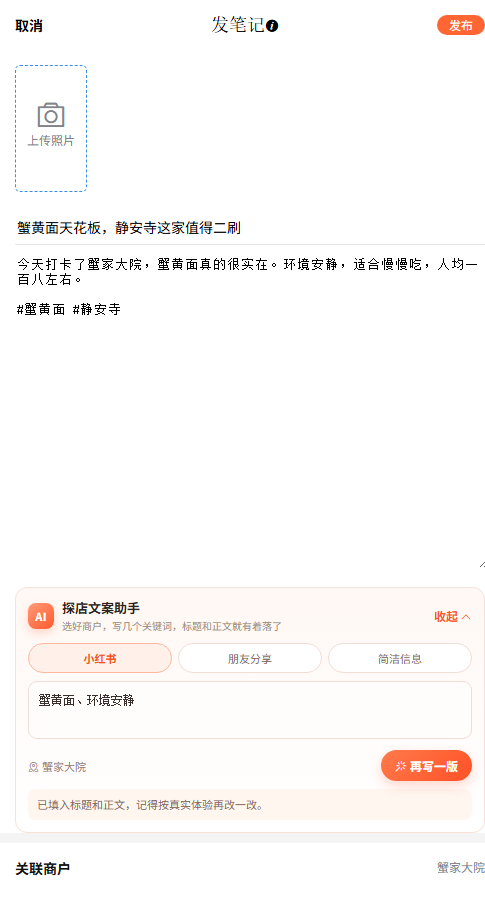 取消
发笔记
发布
上传照片
蟹黄面天花板，静安寺这家值得二刷
今天打卡了蟹家大院，蟹黄面真的很实在。环境安静，适合慢慢吃，人均一
百八左右。
#蟹黄面 #静安寺
AI
探店文案助手
选好商户，写几个关键词，标题和正文就有着落了
收起
小红书
朋友分享
简洁信息
蟹黄面、环境安静
蟹家大院
再写一版
已填入标题和正文，记得按真实体验再改一改。
关联商户
蟹家大院